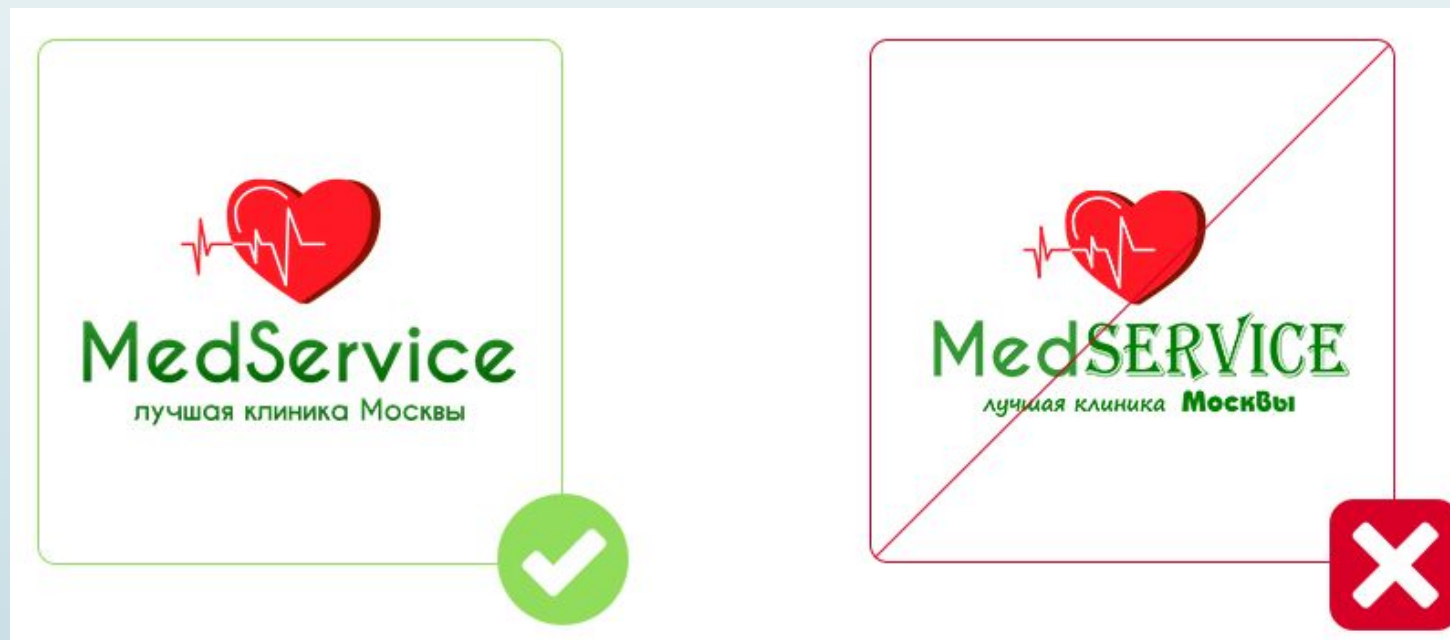 MedService
лучшая клиника Москвы
MedSERVICE
лучшая клиника МоскВы